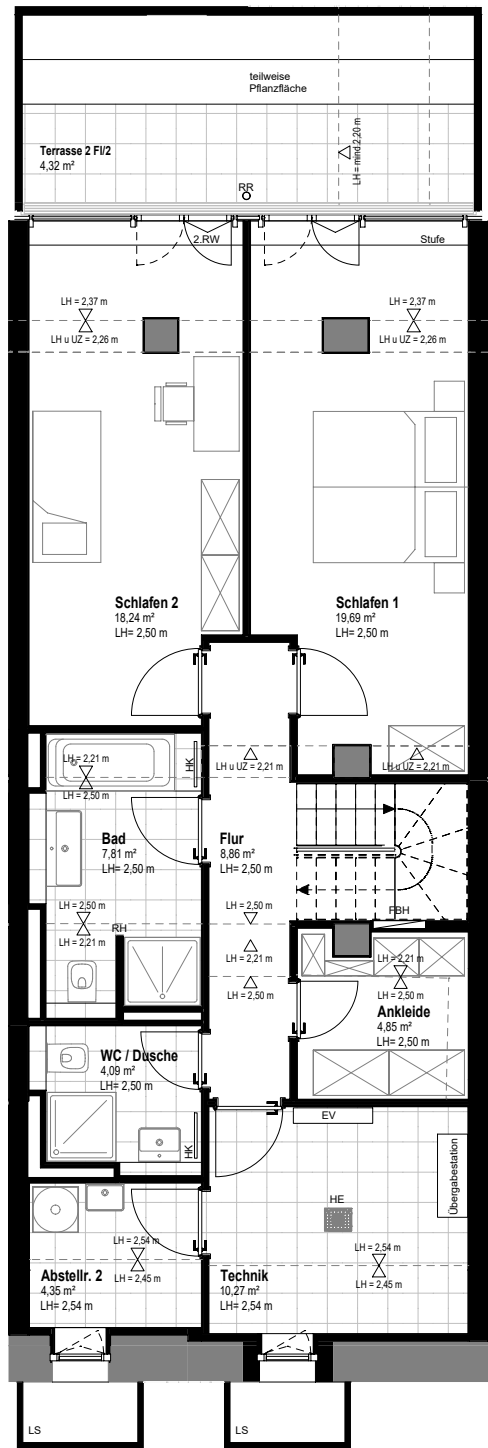 teilweise
Pflanzfläche
Terrasse 2 Fl/2
4,32 m²
LH = mind.2,20 m
RR
2.RW
Stufe
LH = 2,37 m
LH u UZ = 2,26 m
LH = 2,37 m
LH u UZ = 2,26 m
Schlafen 2
18,24 m²
LH= 2,50 m
Schlafen 1
19,69 m²
LH= 2,50 m
LH = 2,21 m
LH = 2,50 m
HK
LH u UZ = 2,21 m
LH u UZ = 2,21 m
Bad
7,81 m²
LH= 2,50 m
Flur
8,86 m²
LH= 2,50 m
LH = 2,50 m
LH = 2,21 m
RH
LH = 2,50 m
LH = 2,21 m
LH = 2,50 m
FBH
LH = 2,21 m
LH = 2,50 m
Ankleide
4,85 m²
LH= 2,50 m
WC / Dusche
4,09 m²
LH= 2,50 m
HK
EV
Übergabestation
HE
LH = 2,54 m
LH = 2,45 m
Abstellr. 2
4,35 m²
LH= 2,54 m
Technik
10,27 m²
LH= 2,54 m
LH = 2,54 m
LH = 2,45 m
LS
LS